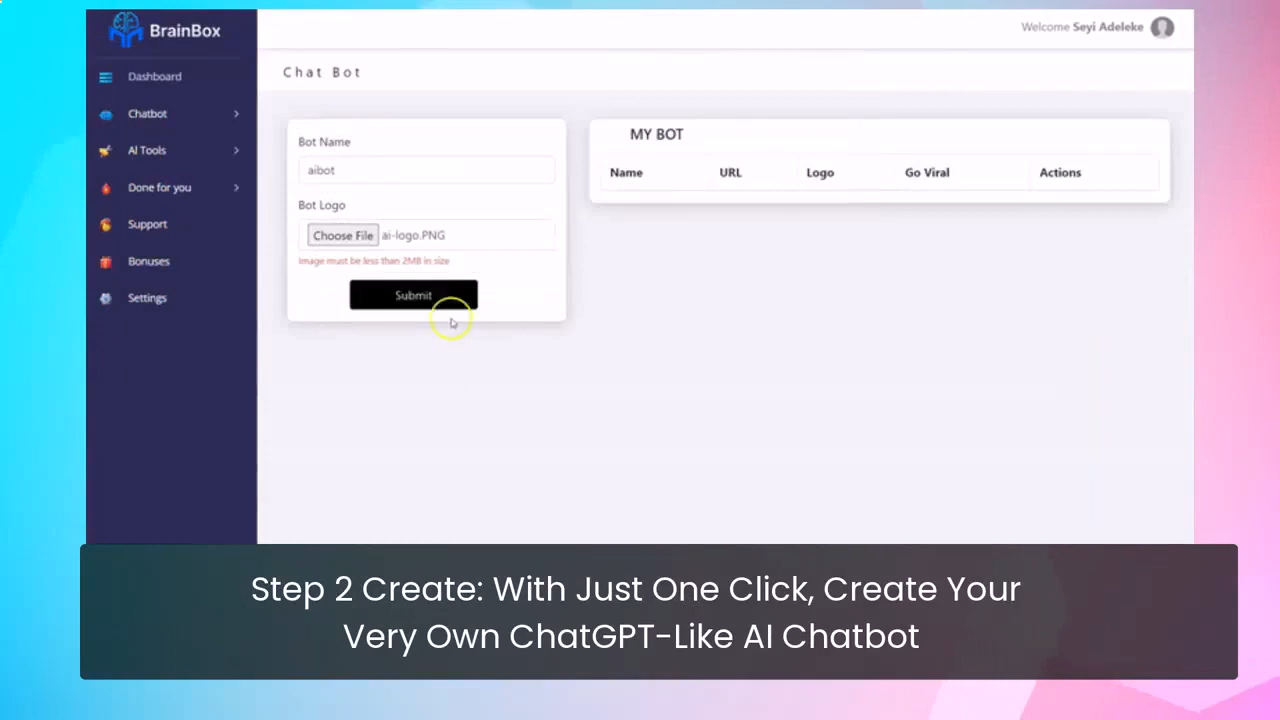 BrainBox
Welcome Seyi Adeleke
Dashboard
Chat Bot
Chatbot
AI Tools
Done for you
Support
Bonuses
Settings
Bot Name
aibot
Bot Logo
Choose File ai-logo.PNG
Image must be less than 2MB in size
Submit
MY BOT
Name URL Logo Go Viral Actions
Step 2 Create: With Just One Click, Create Your
Very Own ChatGPT-Like AI Chatbot